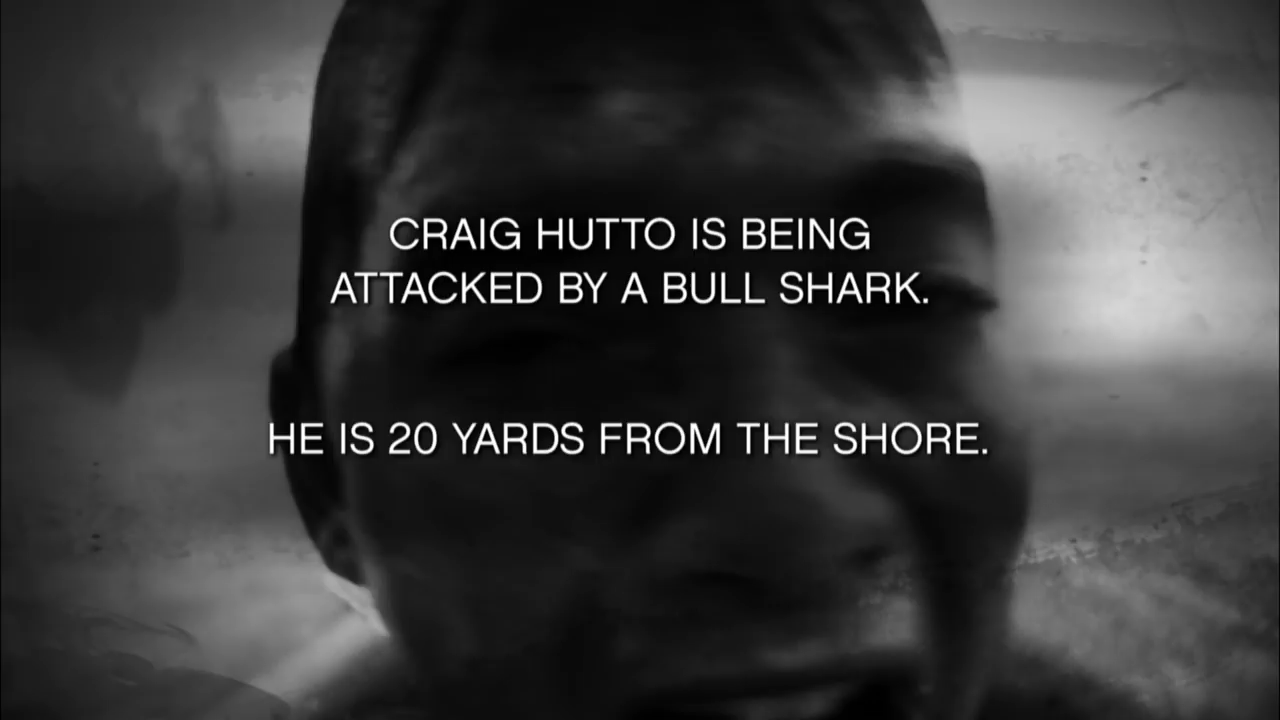 CRAIG HUTTO IS BEING
ATTACKED BY A BULL SHARK.
HE IS 20 YARDS FROM THE SHORE.